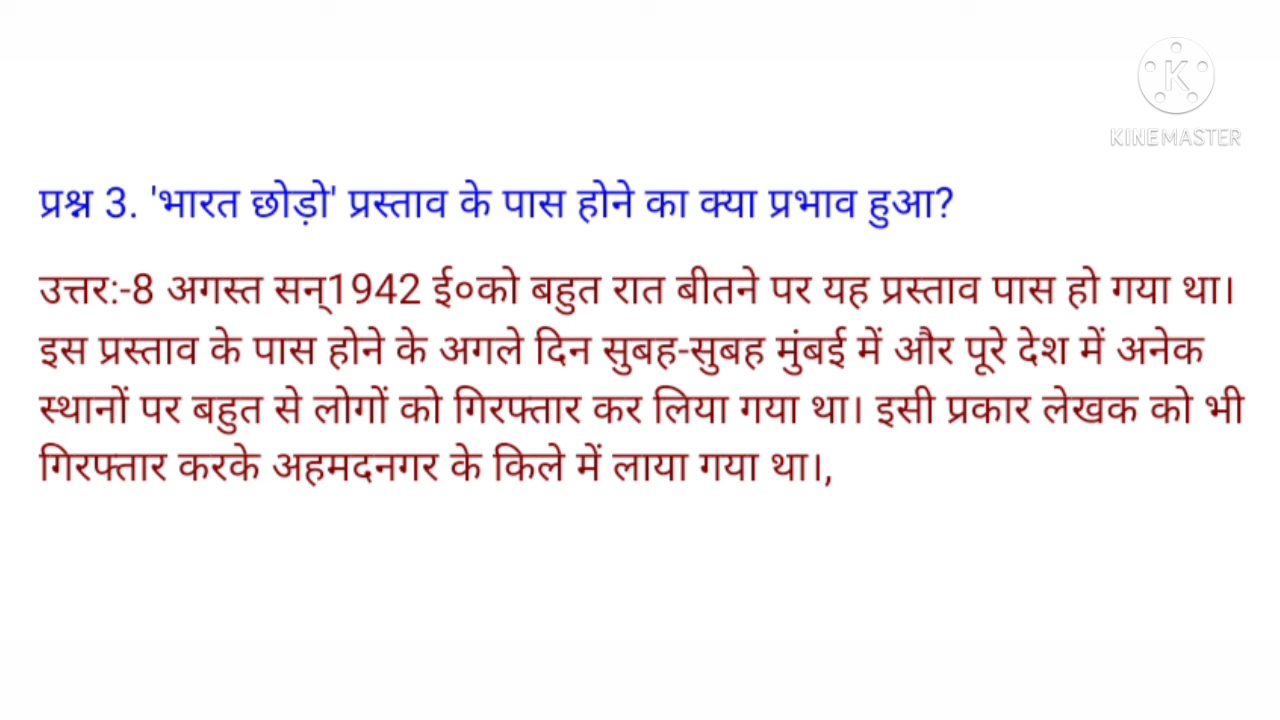 K
KINEMASTER
प्रश्न 3. 'भारत छोड़ो' प्रस्ताव के पास होने का क्या प्रभाव हुआ?
उत्तर:-8 अगस्त सन्1942 ई०को बहुत रात बीतने पर यह प्रस्ताव पास हो गया था।
इस प्रस्ताव के पास होने के अगले दिन सुबह-सुबह मुंबई में और पूरे देश में अनेक
स्थानों पर बहुत से लोगों को गिरफ्तार कर लिया गया था। इसी प्रकार लेखक को भी
गिरफ्तार करके अहमदनगर के किले में लाया गया था।,